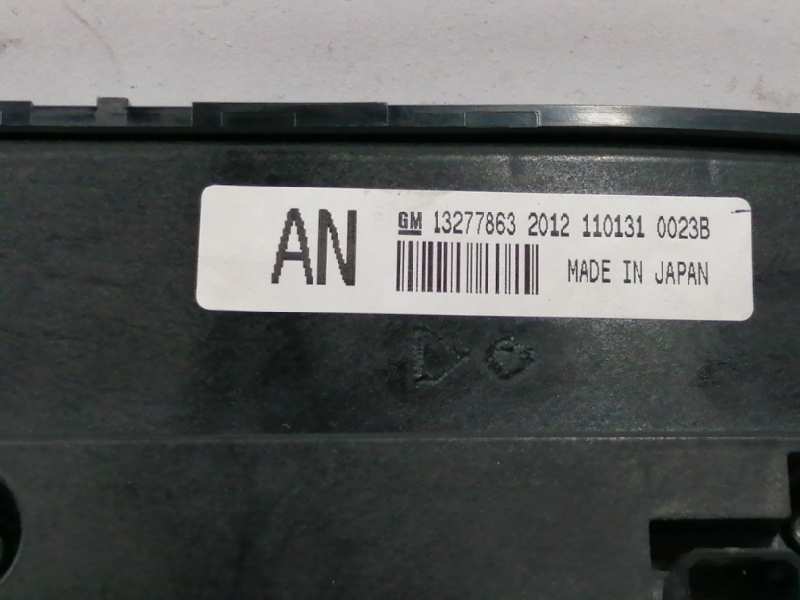 AN
GM 13277863 2012 110131 0023B
MADE IN JAPAN